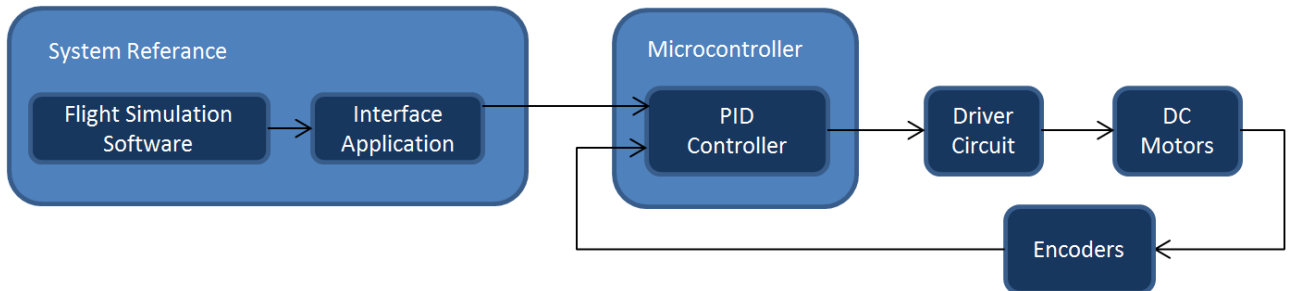 System Referance
Flight Simulation
Software
Interface
Application
Microcontroller
PID
Controller
Driver
Circuit
DC
Motors
Encoders